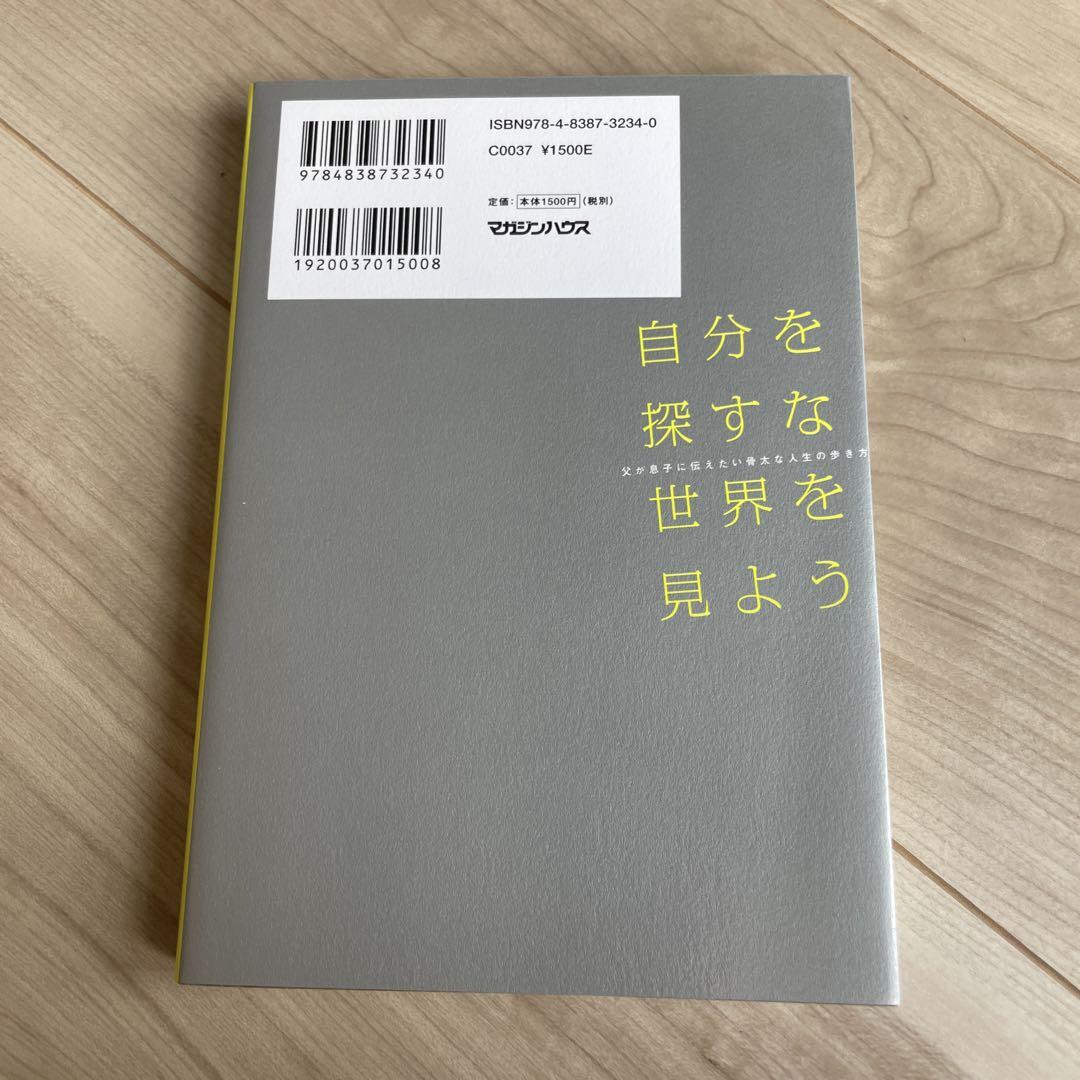 ISBN978-4-8387-3234-0
C0037 ¥1500E
9784838732340
定価：本体1500円（税別）
マガジンハウス
1920037015008
自分を
探すな
父が息子に伝えたい骨太な人生の歩き方
世界を
見よう